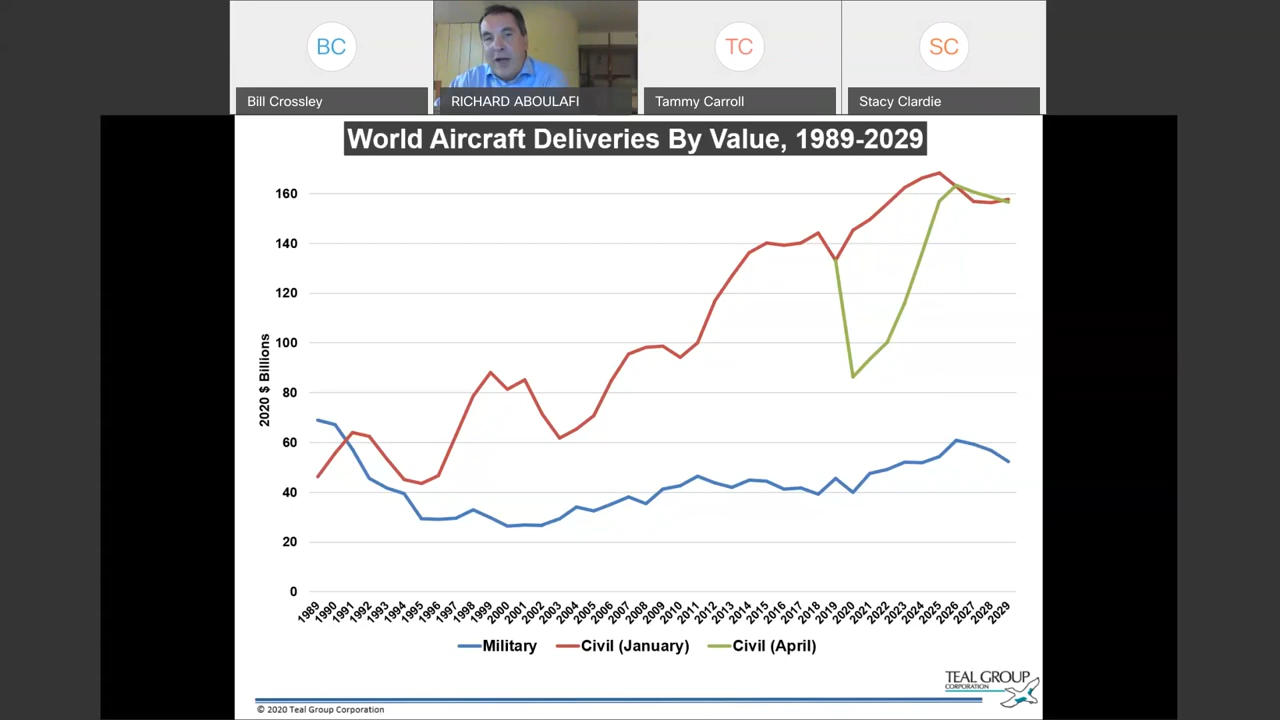 BC
TC
SC
Bill Crossley
RICHARD ABOULAFI
Tammy Carroll
Stacy Clardie
World Aircraft Deliveries By Value, 1989-2029
2020 $ Billions
160
140
120
100
80
60
40
20
0
1989 1990 1991 1992 1993 1994 1995 1996 1997 1998 1999 2000 2001 2002 2003 2004 2005 2006 2007 2008 2009 2010 2011 2012 2013 2014 2015 2016 2017 2018 2019 2020 2021 2022 2023 2024 2025 2026 2027 2028 2029
Military Civil (January) Civil (April)
TEAL GROUP
CORPORATION
© 2020 Teal Group Corporation